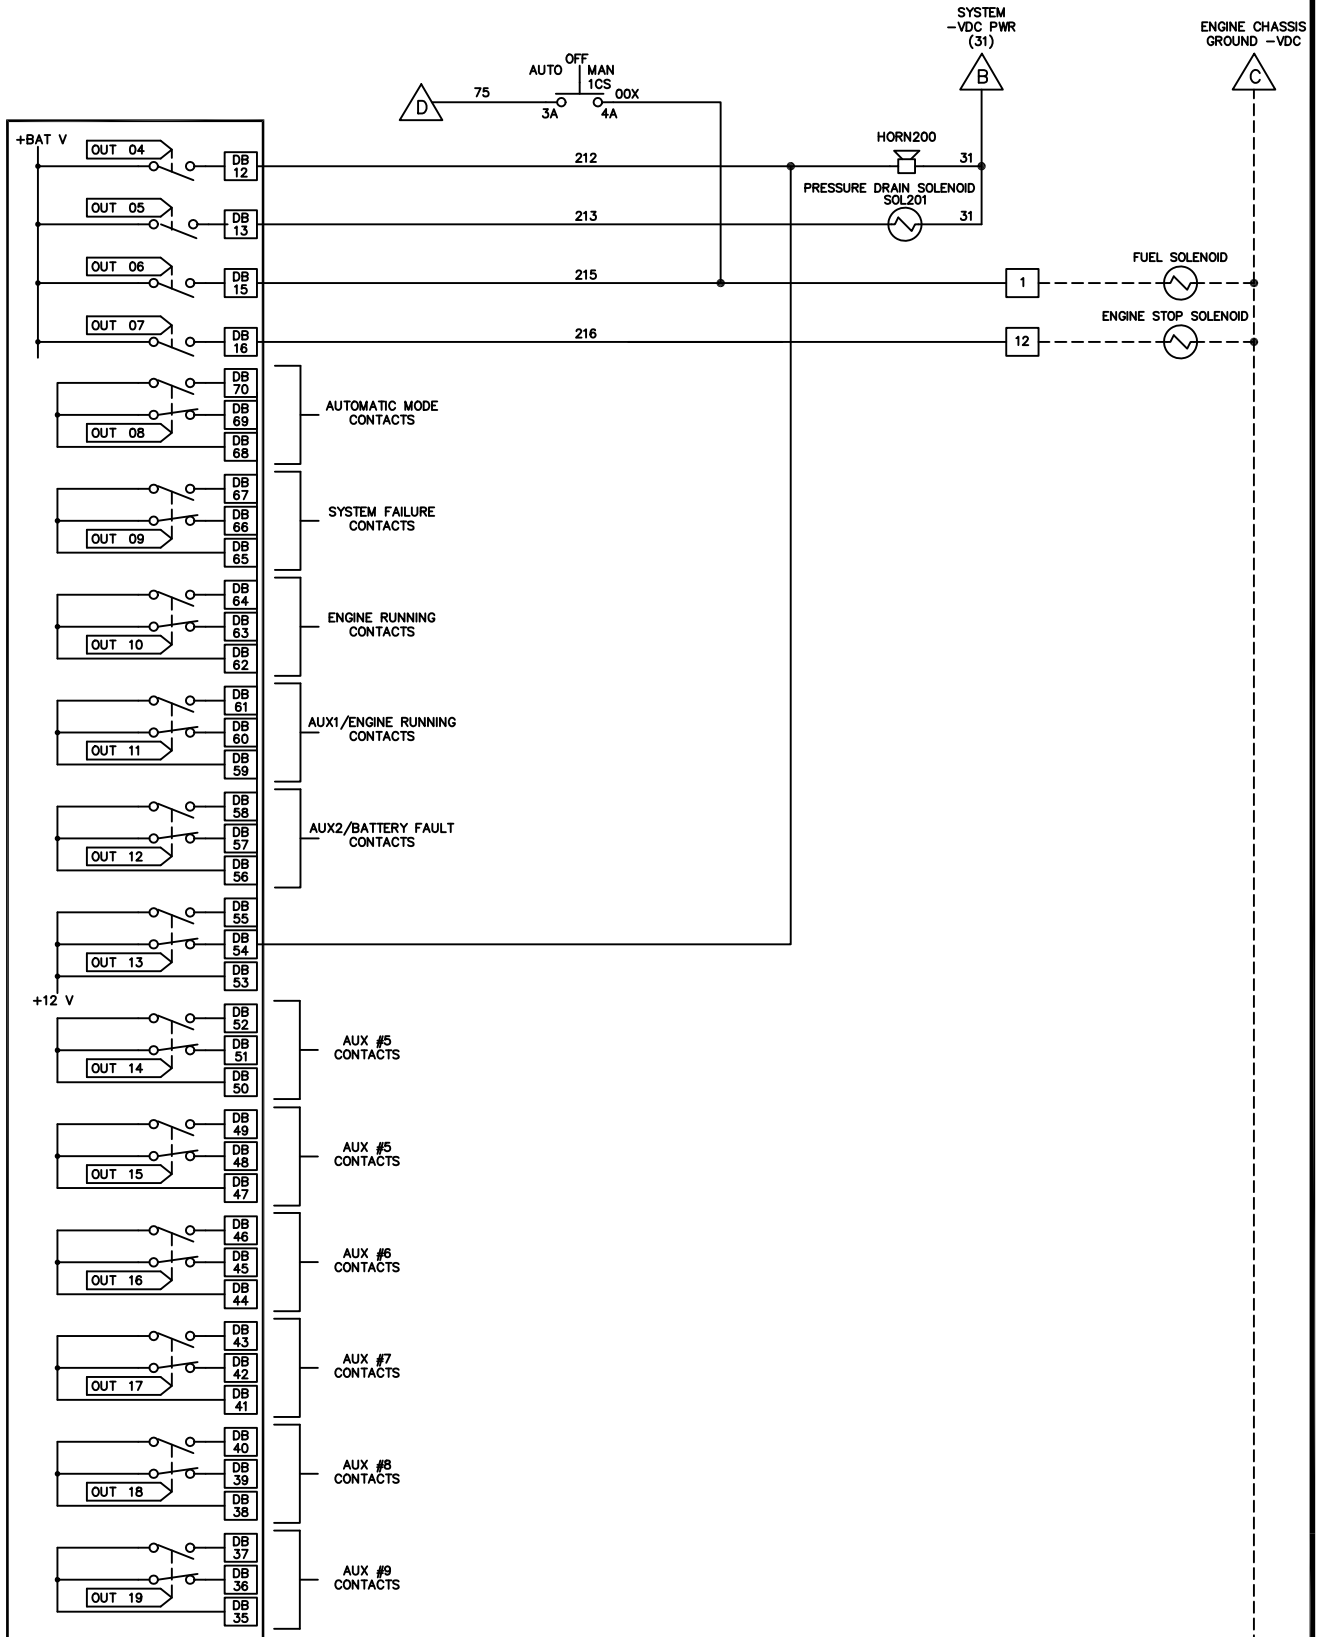 SYSTEM
-VDC PWR
(31)
B
ENGINE CHASSIS
GROUND -VDC
C
OFF
AUTO
MAN
1CS
D
75
3A
4A
00X
+BAT V
OUT 04
DB
12
212
HORN200
31
PRESSURE DRAIN SOLENOID
SOL201
OUT 05
DB
13
213
31
OUT 06
DB
15
215
1
FUEL SOLENOID
OUT 07
DB
16
216
12
ENGINE STOP SOLENOID
DB
70
DB
69
OUT 08
DB
68
AUTOMATIC MODE
CONTACTS
DB
67
DB
66
OUT 09
DB
65
SYSTEM FAILURE
CONTACTS
DB
64
DB
63
OUT 10
DB
62
ENGINE RUNNING
CONTACTS
DB
61
DB
60
OUT 11
DB
59
AUX1/ENGINE RUNNING
CONTACTS
DB
58
DB
57
OUT 12
DB
56
AUX2/BATTERY FAULT
CONTACTS
DB
55
DB
54
OUT 13
DB
53
+12 V
DB
52
DB
51
OUT 14
DB
50
AUX #5
CONTACTS
DB
49
DB
48
OUT 15
DB
47
AUX #5
CONTACTS
DB
46
DB
45
OUT 16
DB
44
AUX #6
CONTACTS
DB
43
DB
42
OUT 17
DB
41
AUX #7
CONTACTS
DB
40
DB
39
OUT 18
DB
38
AUX #8
CONTACTS
DB
37
DB
36
OUT 19
DB
35
AUX #9
CONTACTS